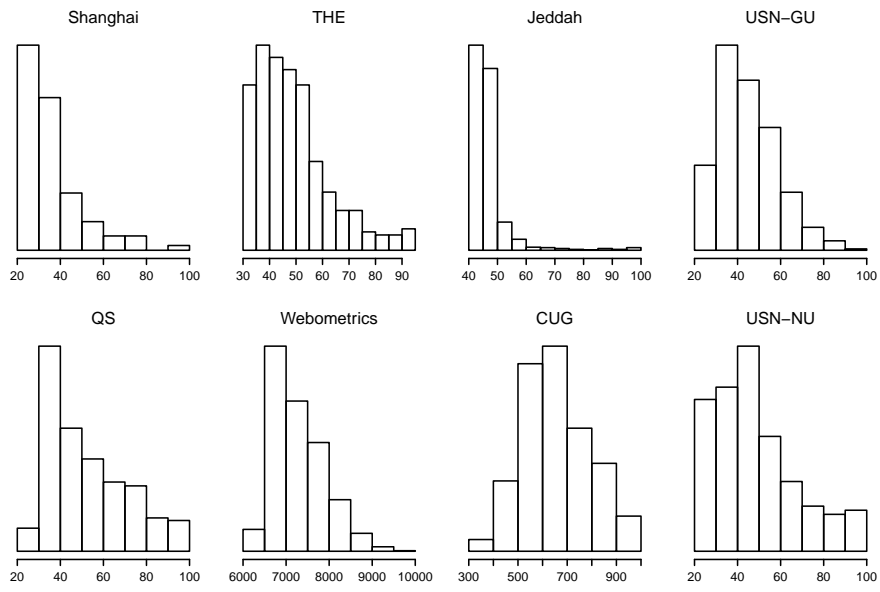 Shanghai THE Jeddah USN−GU
20 40 60 80 100 30 40 50 60 70 80 90 40 50 60 70 80 90 100 20 40 60 80 100
QS Webometrics CUG USN−NU
20 40 60 80 100 6000 7000 8000 9000 10000 300 500 700 900 20 40 60 80 100